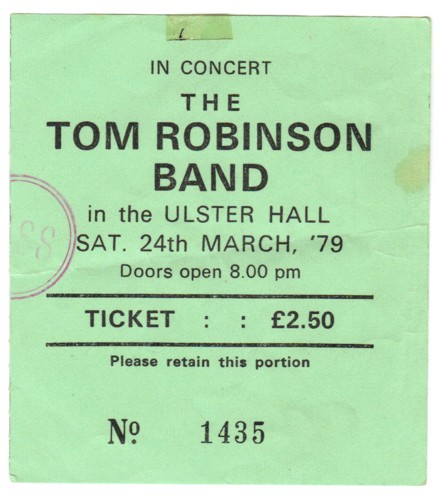 IN CONCERT
THE
TOM ROBINSON
BAND
in the ULSTER HALL
SAT. 24th MARCH, '79
Doors open 8.00 pm
TICKET : : £2.50
Please retain this portion
Nº 1435